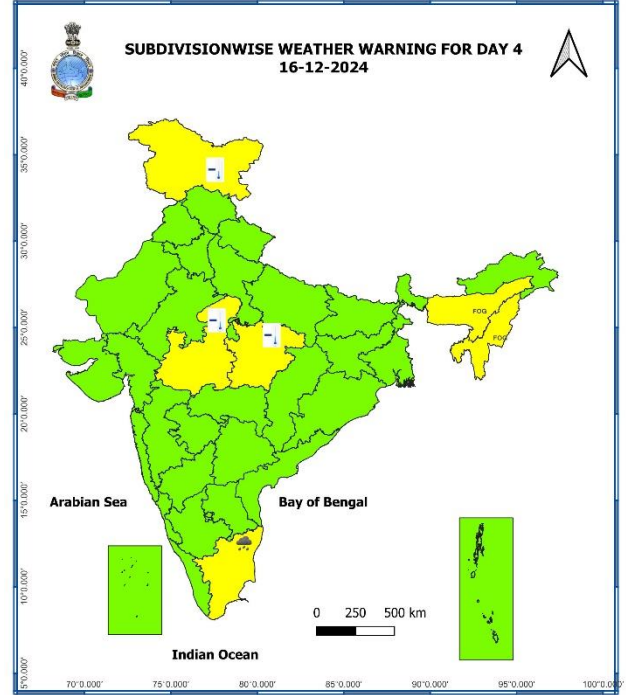 SUBDIVISIONWISE WEATHER WARNING FOR DAY 4
16-12-2024
40°0.000'
35°0.000'
30°0.000'
25°0.000'
20°0.000'
15°0.000'
10°0.000'
5°0.000'
FOG
FOG
Arabian Sea
Bay of Bengal
0 250 500 km
Indian Ocean
70°0.000' 75°0.000' 80°0.000' 85°0.000' 90°0.000' 95°0.000' 100°0.000'